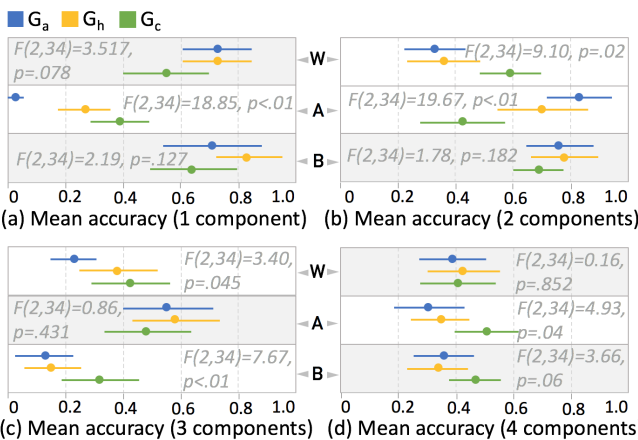 Ga Gh Gc
F(2,34)=3.517,
p=.078
W
F(2,34)=9.10, p=.02
F(2,34)=18.85, p<.01
A
F(2,34)=19.67, p<.01
F(2,34)=2.19, p=.127
B
F(2,34)=1.78, p=.182
0 0.2 0.4 0.6 0.8 1.0
0 0.2 0.4 0.6 0.8 1.0
(a) Mean accuracy (1 component)
(b) Mean accuracy (2 components)
F(2,34)=3.40,
p=.045
W
F(2,34)=0.16,
p=.852
F(2,34)=0.86,
p=.431
A
F(2,34)=4.93,
p=.04
F(2,34)=7.67,
p<.01
B
F(2,34)=3.66,
p=.06
0 0.2 0.4 0.6 0.8 1.0
0 0.2 0.4 0.6 0.8 1.0
(c) Mean accuracy (3 components)
(d) Mean accuracy (4 components